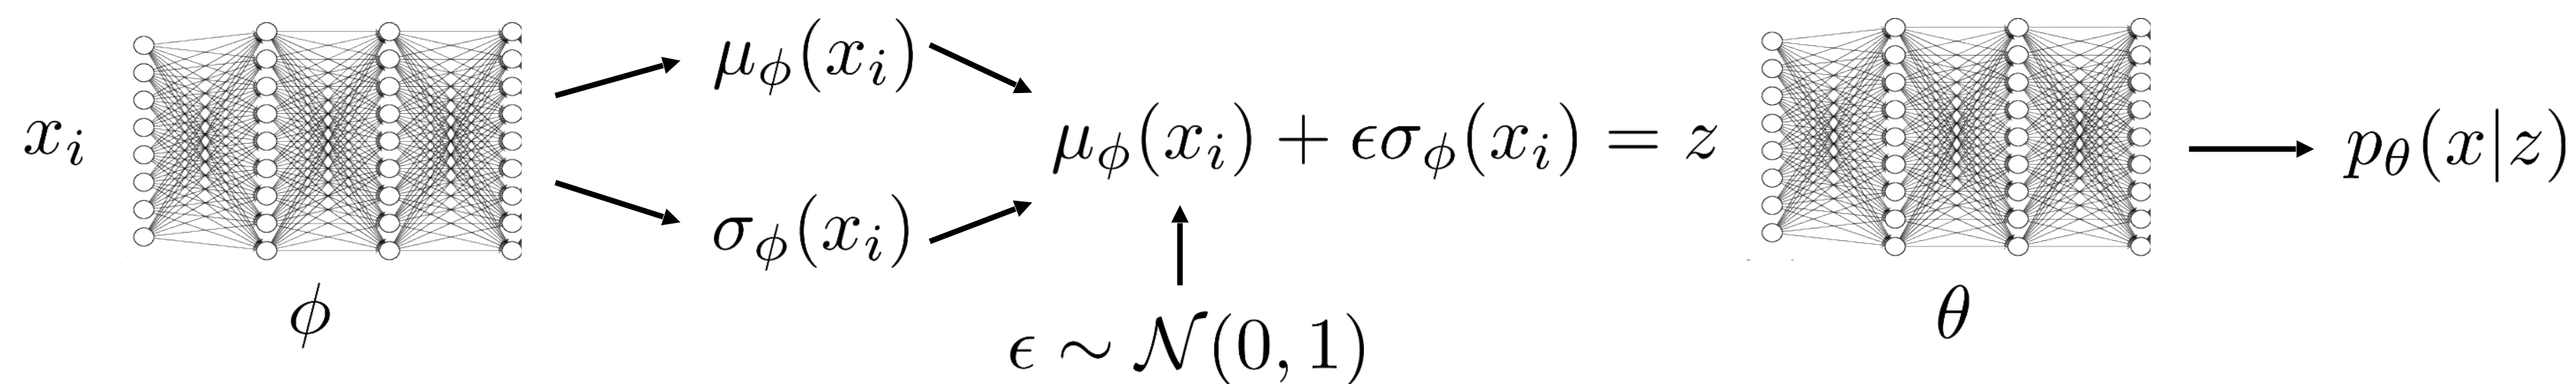 x_i
ϕ
μ_ϕ(x_i)
σ_ϕ(x_i)
μ_ϕ(x_i) + ϵσ_ϕ(x_i) = z
ϵ ∼ 𝒩(0, 1)
θ
p_θ(x|z)